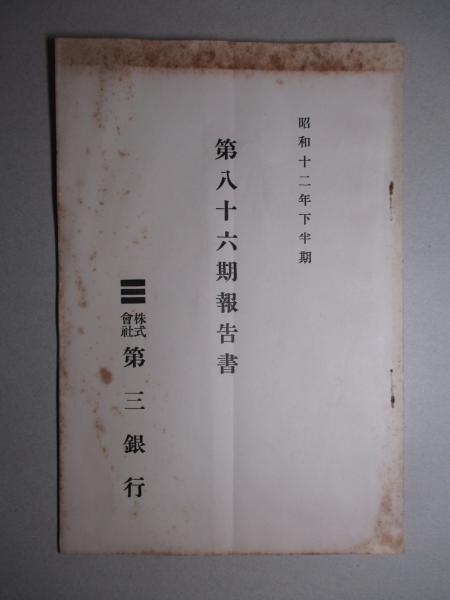 昭和十二年下半期
第八十六期報告書
株式會社第三銀行